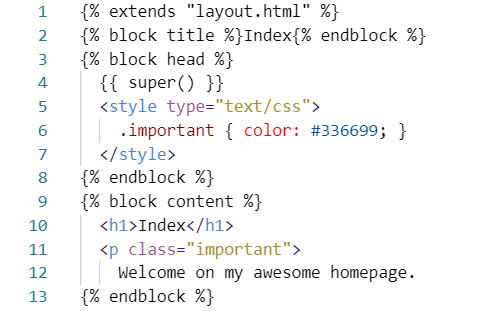 1 {% extends "layout.html" %}
2 {% block title %}Index{% endblock %}
3 {% block head %}
4   {{ super() }}
5   <style type="text/css">
6     .important { color: #336699; }
7   </style>
8 {% endblock %}
9 {% block content %}
10   <h1>Index</h1>
11   <p class="important">
12     Welcome on my awesome homepage.
13 {% endblock %}